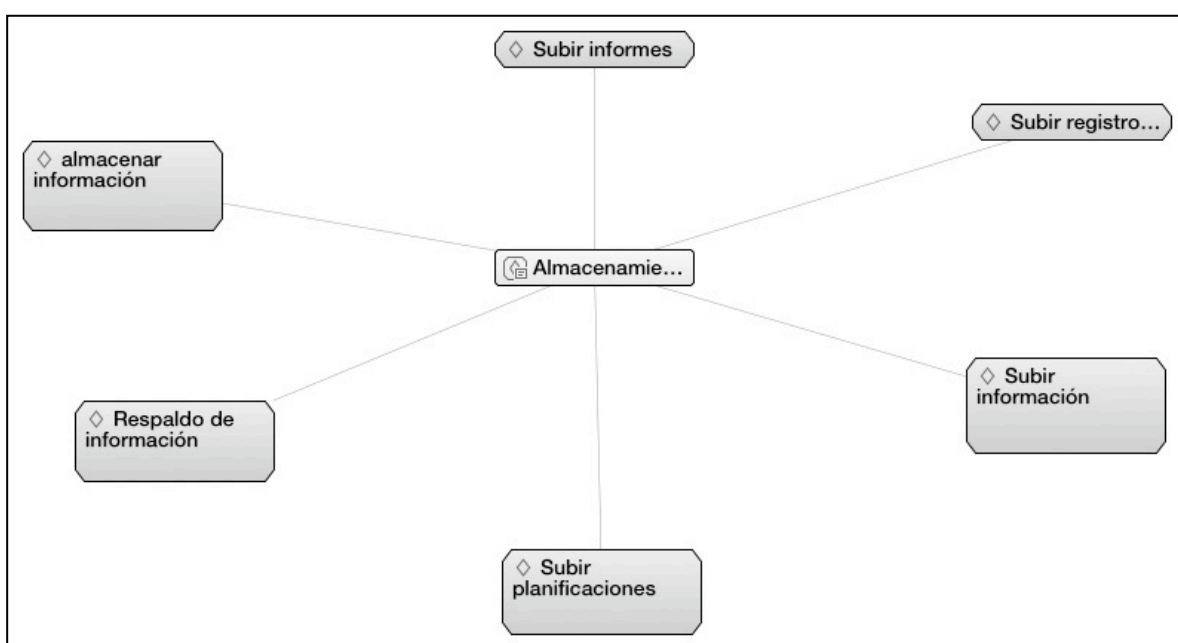 Subir informes
Subir registro...
almacenar
información
Almacenamie...
Subir
información
Respaldo de
información
Subir
planificaciones